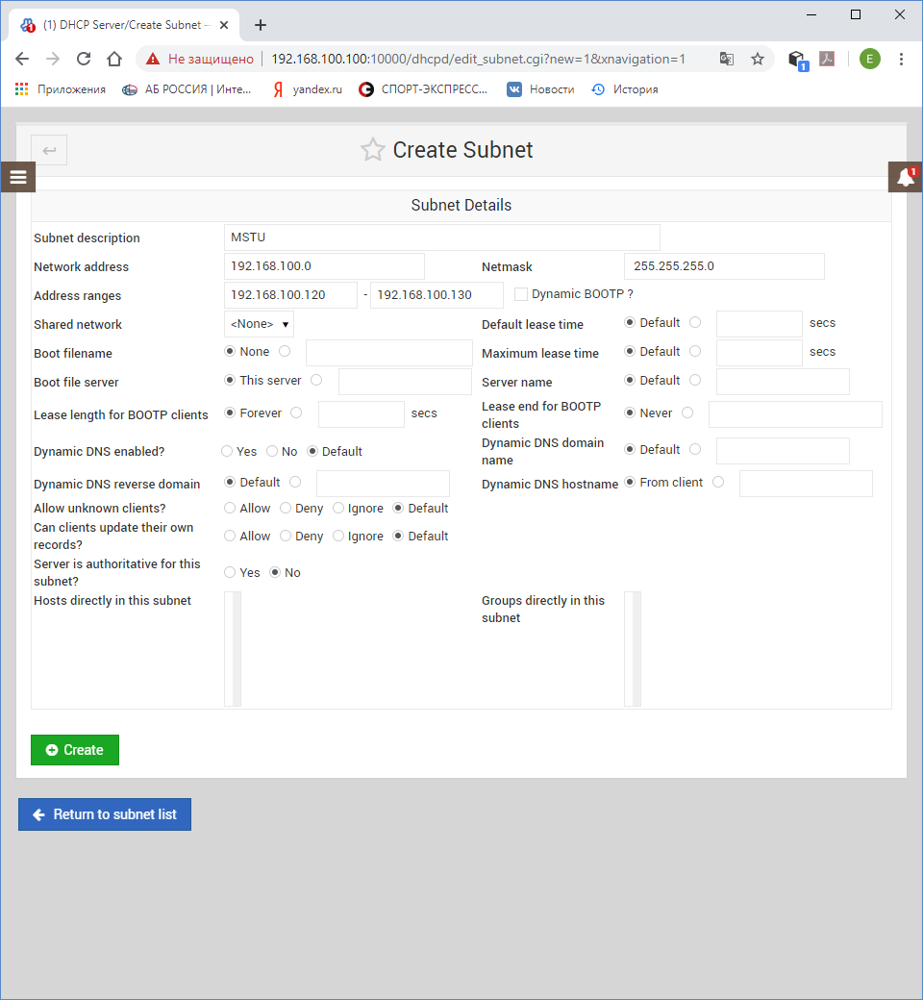 (1) DHCP Server/Create Subnet –
Не защищено 192.168.100.100:10000/dhcpd/edit_subnet.cgi?new=1&xnavigation=1 1 E
Приложения АБ РОССИЯ | Инте... Я yandex.ru СПОРТ-ЭКСПРЕСС... Новости История
Create Subnet
1
Subnet Details
Subnet description MSTU
Network address 192.168.100.0 Netmask 255.255.255.0
Address ranges 192.168.100.120 - 192.168.100.130 Dynamic BOOTP ?
Shared network <None> Default lease time Default secs
Boot filename None Maximum lease time Default secs
Boot file server This server Server name Default
Lease length for BOOTP clients Forever secs Lease end for BOOTP
clients Never
Dynamic DNS enabled? Yes No Default Dynamic DNS domain
name Default
Dynamic DNS reverse domain Default Dynamic DNS hostname From client
Allow unknown clients? Allow Deny Ignore Default
Can clients update their own
records? Allow Deny Ignore Default
Server is authoritative for this
subnet? Yes No
Hosts directly in this subnet Groups directly in this
subnet
Create
Return to subnet list